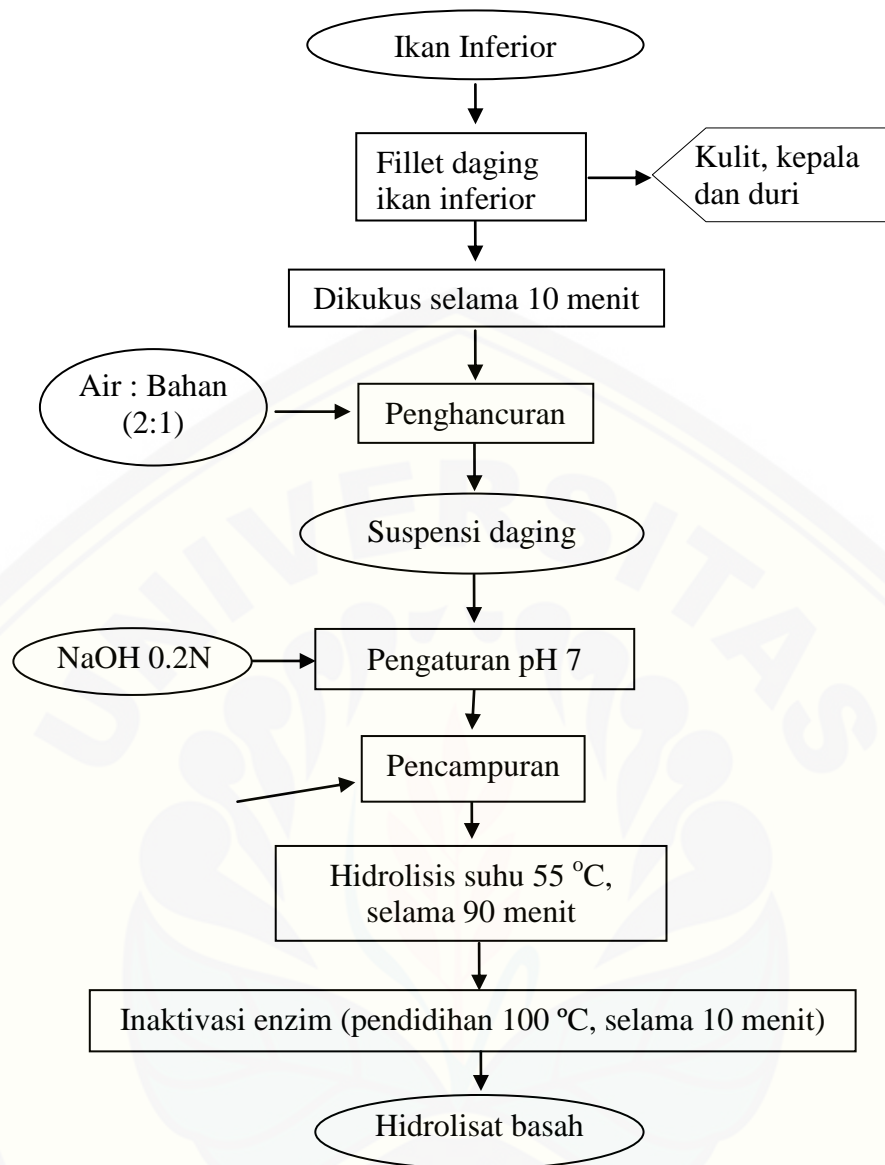 Ikan Inferior
Fillet daging
ikan inferior
Kulit, kepala
dan duri
Dikukus selama 10 menit
Air : Bahan
(2:1)
Penghancuran
Suspensi daging
NaOH 0.2N
Pengaturan pH 7
Pencampuran
Hidrolisis suhu 55 °C,
selama 90 menit
Inaktivasi enzim (pendidihan 100 ºC, selama 10 menit)
Hidrolisat basah
UNIVERSITAS